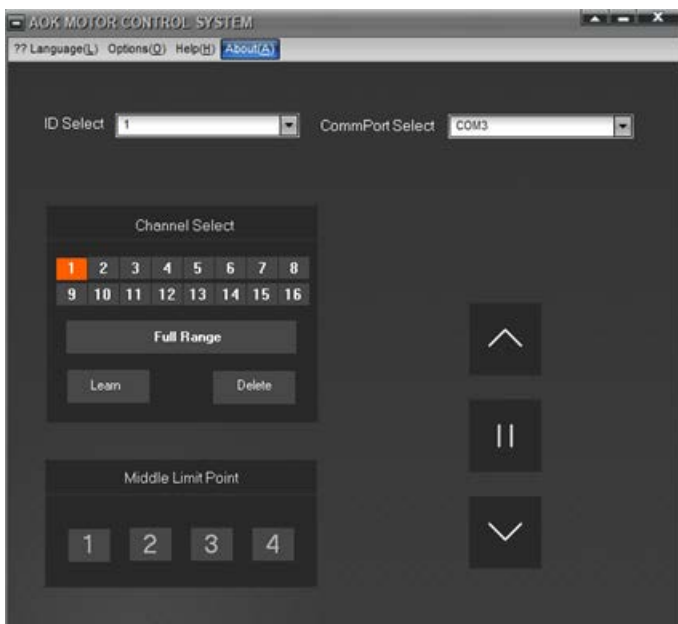 AOK MOTOR CONTROL SYSTEM
?? Language(L) Options(O) Help(H) About(A)
ID Select 1 CommPort Select COM3
Channel Select
1 2 3 4 5 6 7 8
9 10 11 12 13 14 15 16
Full Range
Learn Delete
Middle Limit Point
1 2 3 4